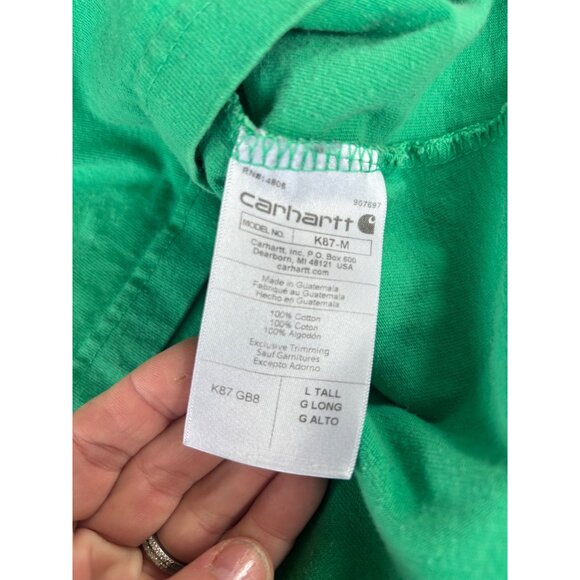 RN#: 4806
907697
carhartt
MODEL NO. K87-M
Carhartt, Inc. P.O. Box 600
Dearborn, MI 48121 USA
carhartt.com
Made in Guatemala
Fabriqué au Guatemala
Hecho en Guatemala
100% Cotton
100% Coton
100% Algodón
Exclusive Trimming
Sauf Garnitures
Excepto Adorno
K87 GB8
L TALL
G LONG
G ALTO